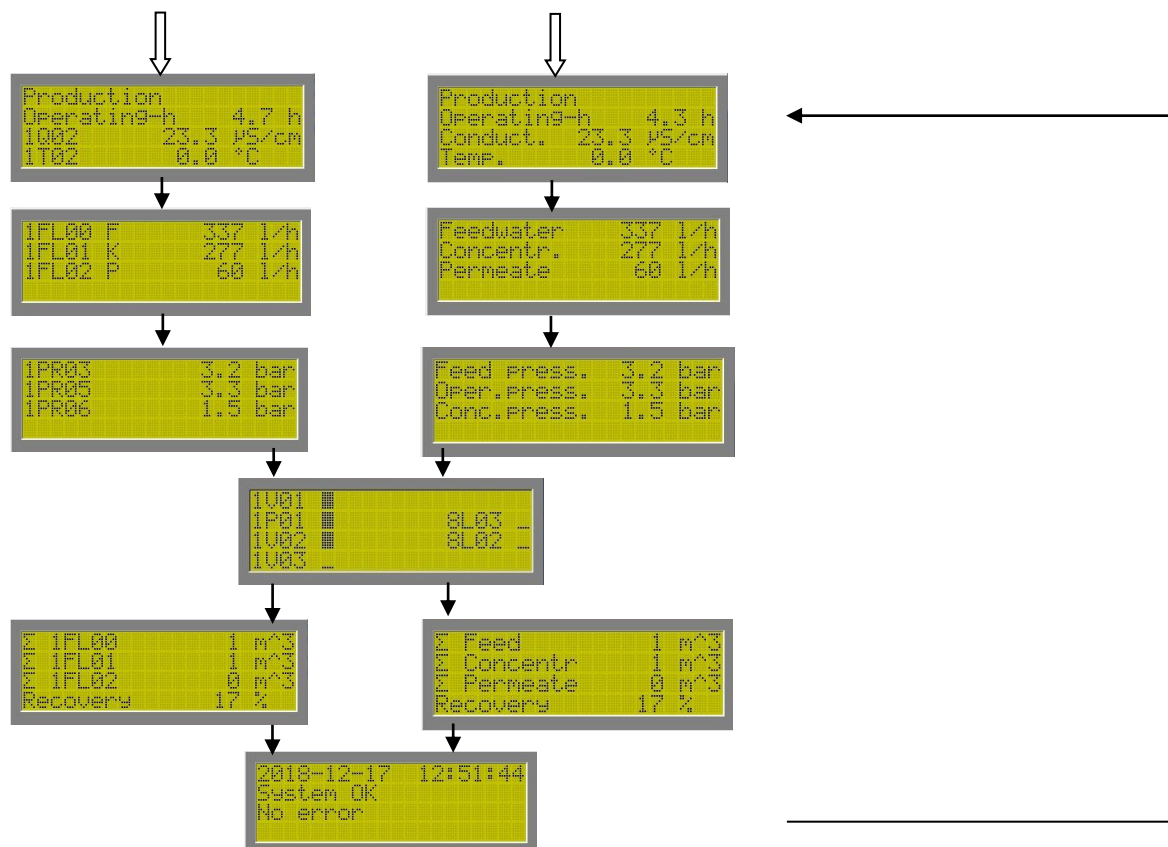 Production
Operating-h 4.7 h
1Q02 23.3 µS/cm
1T02 0.0 °C
Production
Operating-h 4.3 h
Conduct. 23.3 µS/cm
Temp. 0.0 °C
1FL00 F 337 l/h
1FL01 K 277 l/h
1FL02 P 60 l/h
Feedwater 337 l/h
Concentr. 277 l/h
Permeate 60 l/h
1PR03 3.2 bar
1PR05 3.3 bar
1PR06 1.5 bar
Feed press. 3.2 bar
Oper.press. 3.3 bar
Conc.press. 1.5 bar
1V01
1P01 8L03 _
1V02 8L02 _
1V03 _
Σ 1FL00 1 m^3
Σ 1FL01 1 m^3
Σ 1FL02 0 m^3
Recovery 17 %
Σ Feed 1 m^3
Σ Concentr 1 m^3
Σ Permeate 0 m^3
Recovery 17 %
2018-12-17 12:51:44
System OK
No error